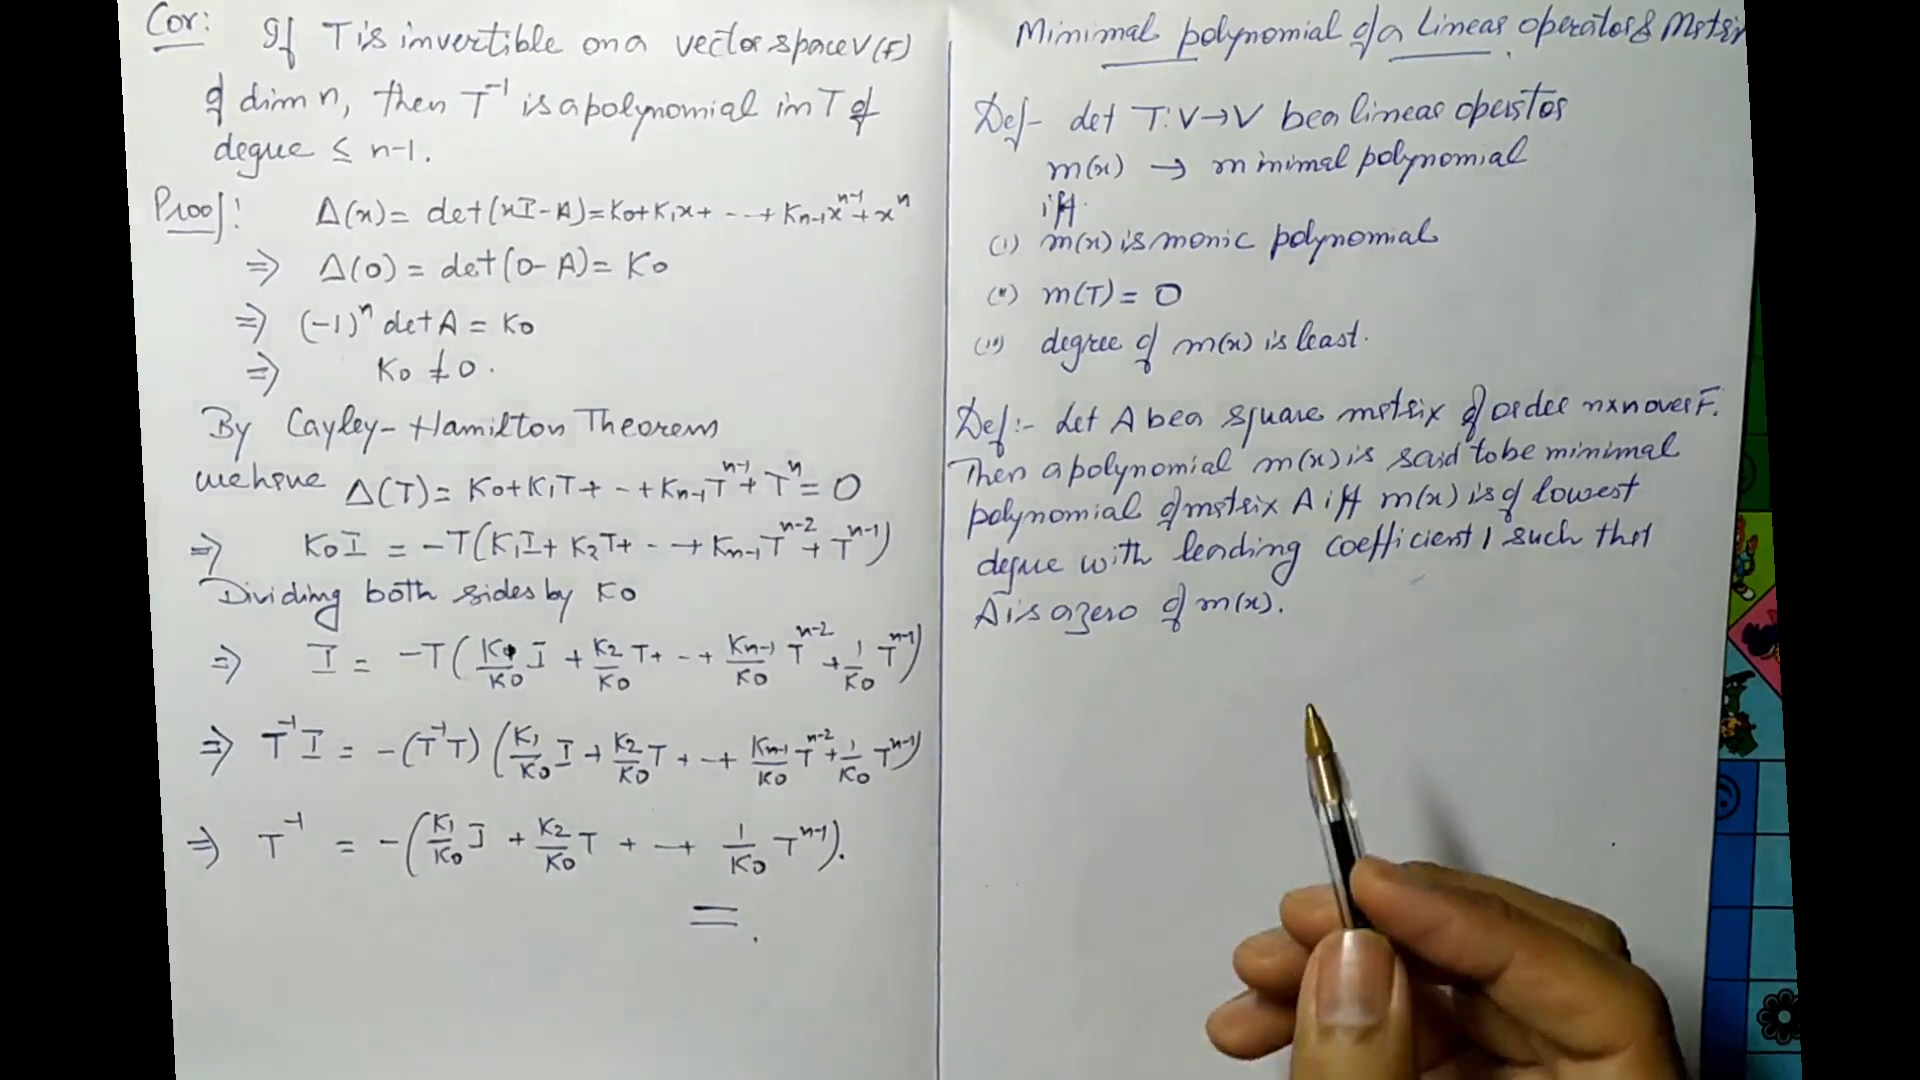 Cor: If T is invertible on a vector space V(F)
of dim n, then T⁻¹ is a polynomial in T of
degree ≤ n-1.
Proof: Δ(x) = det(xI-A) = K₀+K₁x+ --+ Kₙ₋₁xⁿ⁻¹+xⁿ
⇒ Δ(0) = det(0-A) = K₀
⇒ (-1)ⁿ det A = K₀
⇒ K₀ ≠ 0.
By Cayley-Hamilton Theorem
we have Δ(T) = K₀+K₁T+ --+Kₙ₋₁Tⁿ⁻¹+Tⁿ = 0
⇒ K₀I = -T(K₁I+ K₂T+ --+ Kₙ₋₁Tⁿ⁻²+ Tⁿ⁻¹)
Dividing both sides by K₀
⇒ I = -T(K₁/K₀ I + K₂/K₀ T+ --+ Kₙ₋₁/K₀ Tⁿ⁻² + 1/K₀ Tⁿ⁻¹)
⇒ T⁻¹I = -(T⁻¹T)(K₁/K₀ I + K₂/K₀ T + --+ Kₙ₋₁/K₀ Tⁿ⁻² + 1/K₀ Tⁿ⁻¹)
⇒ T⁻¹ = -(K₁/K₀ I + K₂/K₀ T + --+ 1/K₀ Tⁿ⁻¹).
Minimal polynomial of a Linear operator & Matrix
Def- Let T: V→V be a linear operator
m(x) → minimal polynomial
iff.
(i) m(x) is monic polynomial
(ii) m(T) = 0
(iii) degree of m(x) is least.
Def:- Let A be a square matrix of order nxn over F.
Then a polynomial m(x) is said to be minimal
polynomial of matrix A iff m(x) is of lowest
degree with leading coefficient 1 such that
A is a zero of m(x).